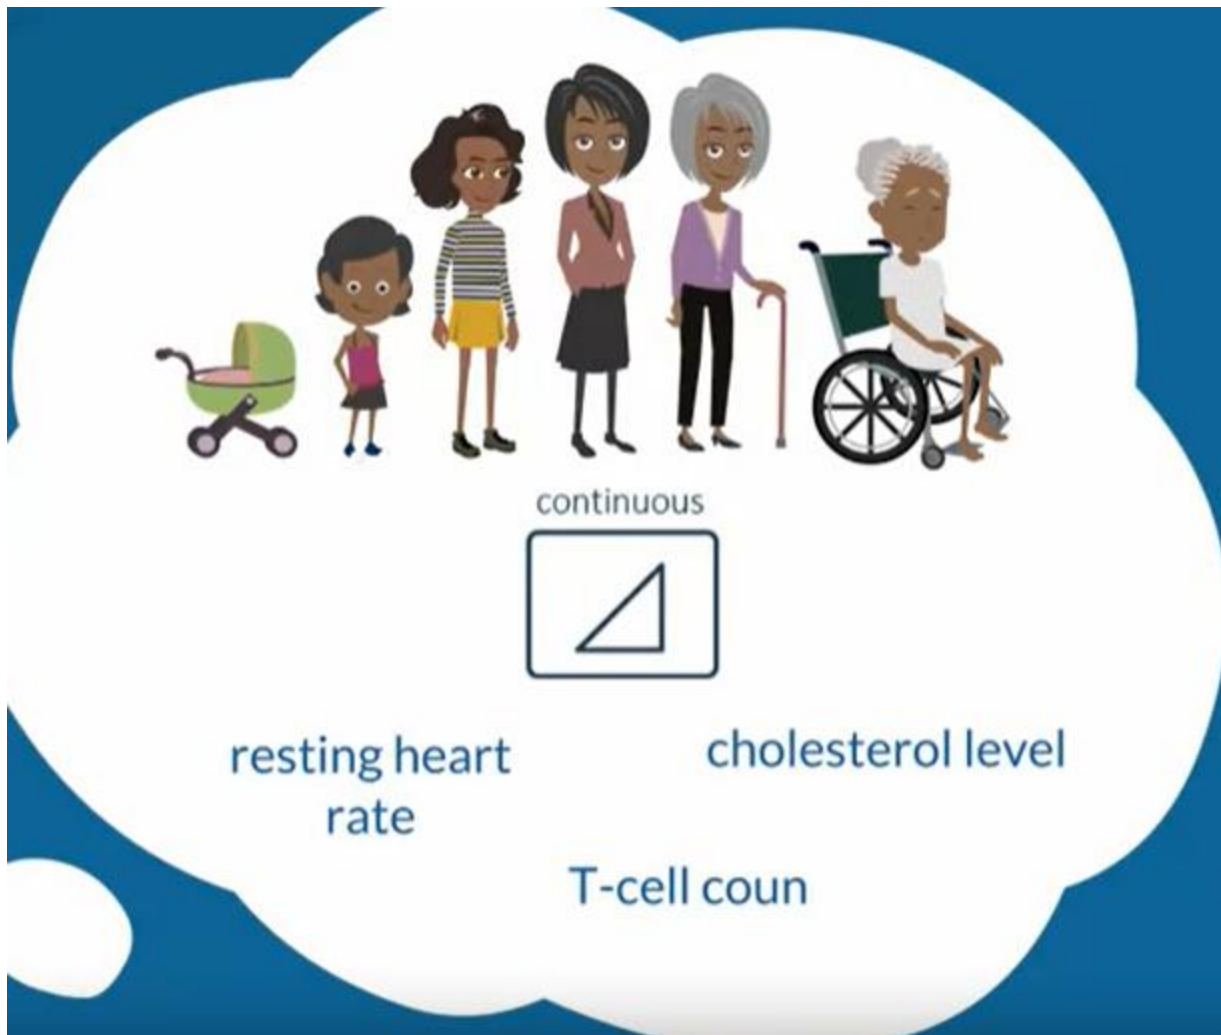 continuous
resting heart
rate
cholesterol level
T-cell coun